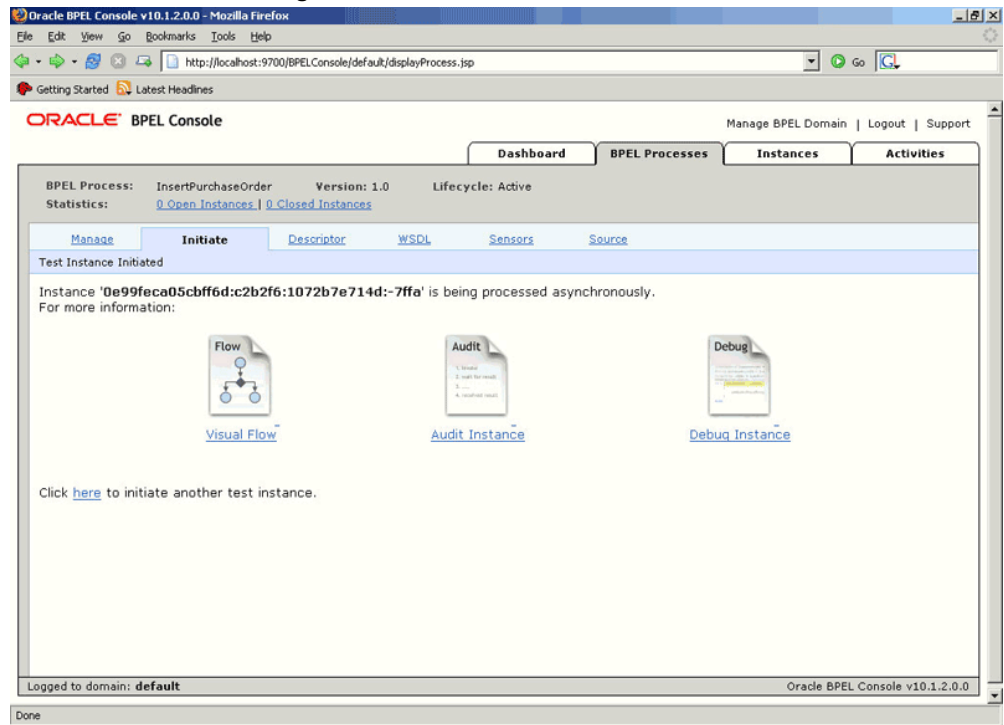 Oracle BPEL Console v10.1.2.0.0 - Mozilla Firefox
File Edit View Go Bookmarks Tools Help
http://localhost:9700/BPELConsole/default/displayProcess.jsp Go G
Getting Started Latest Headlines
ORACLE BPEL Console
Manage BPEL Domain | Logout | Support
Dashboard BPEL Processes Instances Activities
BPEL Process: InsertPurchaseOrder Version: 1.0 Lifecycle: Active
Statistics: 0 Open Instances | 0 Closed Instances
Manage Initiate Descriptor WSDL Sensors Source
Test Instance Initiated
Instance '0e99feca05cbff6d:c2b2f6:1072b7e714d:-7ffa' is being processed asynchronously.
For more information:
Flow Audit Debug
Visual Flow Audit Instance Debug Instance
Click here to initiate another test instance.
Logged to domain: default Oracle BPEL Console v10.1.2.0.0
Done